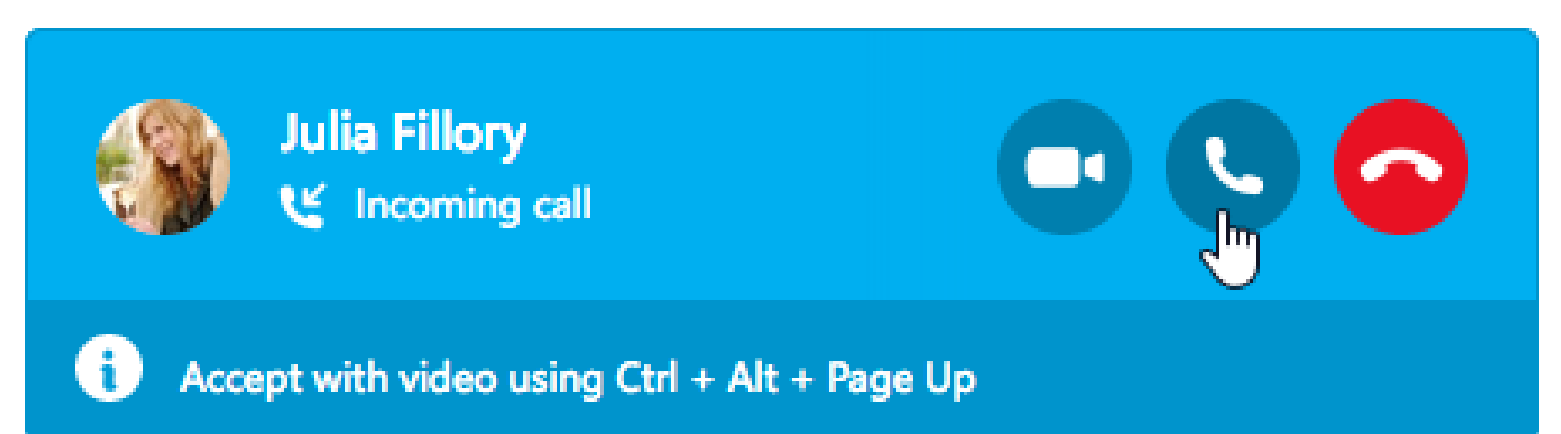 Julia Fillory
Incoming call
Accept with video using Ctrl + Alt + Page Up